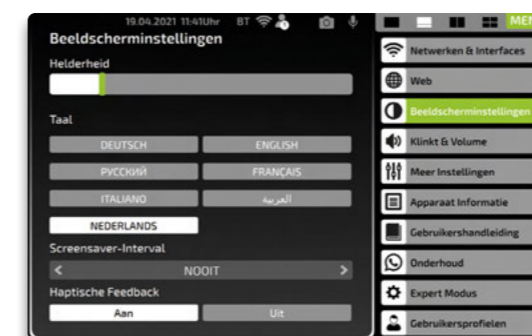 19.04.2021 11:41Uhr BT
Beeldscherminstellingen
Helderheid
Taal
DEUTSCH ENGLISH
РУССКИЙ FRANÇAIS
ITALIANO العربية
NEDERLANDS
Screensaver-Interval
< NOOIT >
Haptische Feedback
Aan Uit
MEN
Netwerken & Interfaces
Web
Beeldscherminstellingen
Klinkt & Volume
Meer Instellingen
Apparaat Informatie
Gebruikershandleiding
Onderhoud
Expert Modus
Gebruikersprofielen